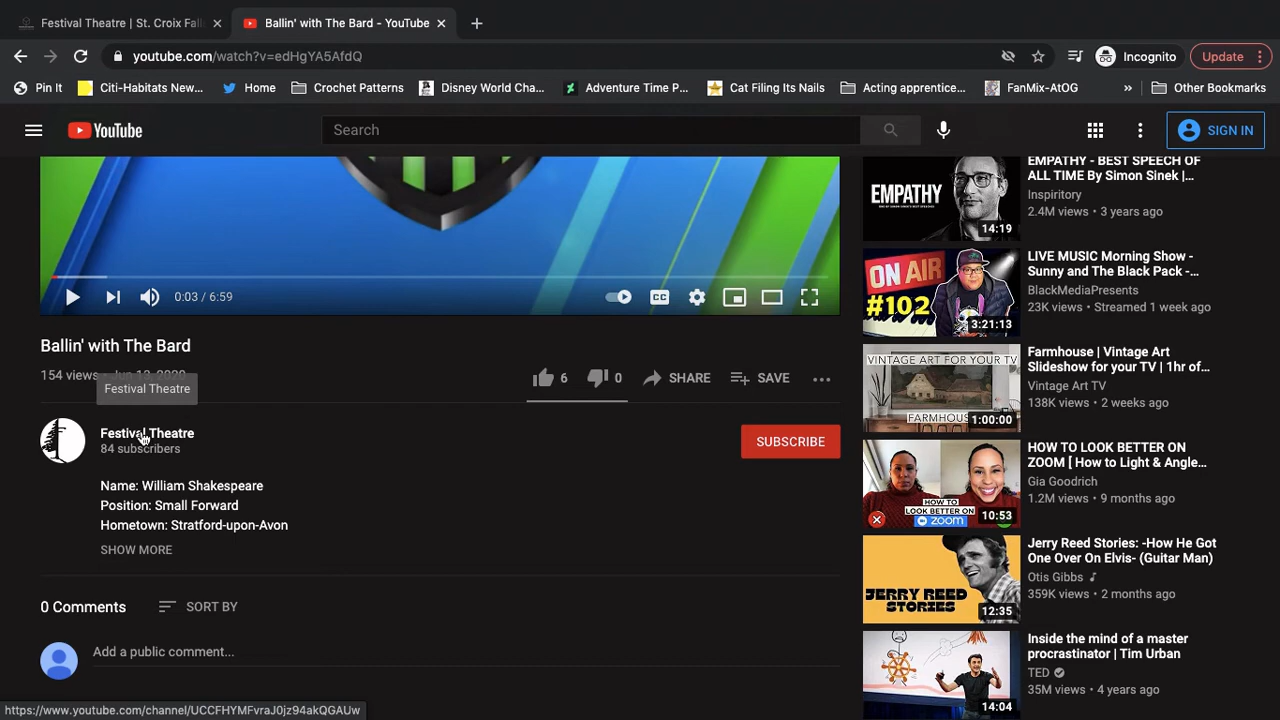 Festival Theatre | St. Croix Fall
Ballin' with The Bard - YouTube
youtube.com/watch?v=edHgYA5AfdQ
Incognito
Update
Pin It
Citi-Habitats New...
Home
Crochet Patterns
Disney World Cha...
Adventure Time P...
Cat Filing Its Nails
Acting apprentice...
FanMix-AtOG
»
Other Bookmarks
YouTube
Search
SIGN IN
0:03 / 6:59
CC
Ballin' with The Bard
154 views • Jun 12, 2020
Festival Theatre
6
0
SHARE
SAVE
Festival Theatre
84 subscribers
SUBSCRIBE
Name: William Shakespeare
Position: Small Forward
Hometown: Stratford-upon-Avon
SHOW MORE
0 Comments
SORT BY
Add a public comment...
https://www.youtube.com/channel/UCCFHYMFvraJ0jz94akQGAUw
EMPATHY
14:19
EMPATHY - BEST SPEECH OF
ALL TIME By Simon Sinek |...
Inspiritory
2.4M views • 3 years ago
ON AIR
#102
3:21:13
LIVE MUSIC Morning Show -
Sunny and The Black Pack -...
BlackMediaPresents
23K views • Streamed 1 week ago
VINTAGE ART FOR YOUR TV
FARMHOUS
1:00:00
Farmhouse | Vintage Art
Slideshow for your TV | 1hr of...
Vintage Art TV
138K views • 2 weeks ago
HOW TO
LOOK BETTER
ON
zoom
10:53
HOW TO LOOK BETTER ON
ZOOM [ How to Light & Angle...
Gia Goodrich
1.2M views • 9 months ago
JERRY REED
STORIES
12:35
Jerry Reed Stories: -How He Got
One Over On Elvis- (Guitar Man)
Otis Gibbs
359K views • 2 months ago
14:04
Inside the mind of a master
procrastinator | Tim Urban
TED
35M views • 4 years ago